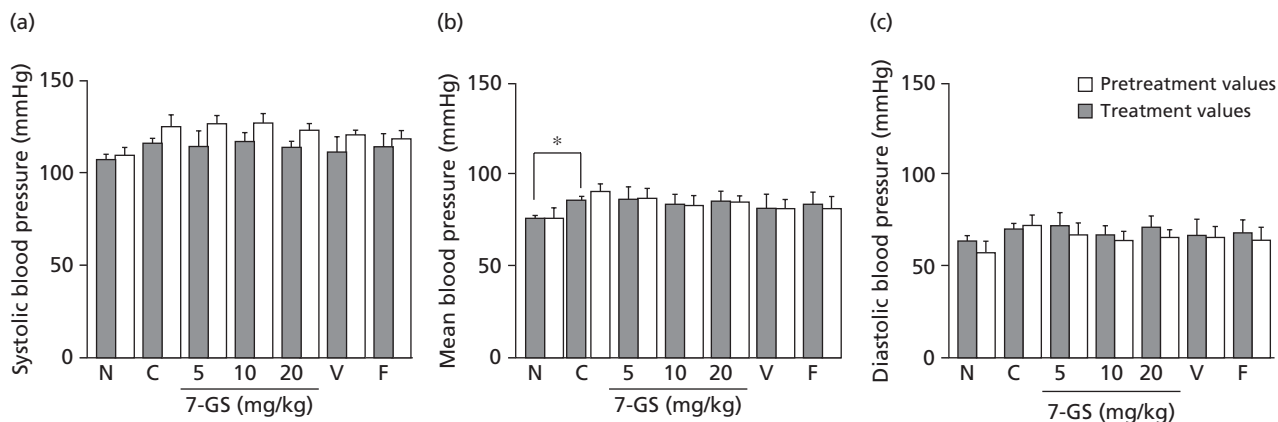 (a)
Systolic blood pressure (mmHg)
150
100
50
0
N C 5 10 20 V F
7-GS (mg/kg)
(b)
Mean blood pressure (mmHg)
150
100
50
0
*
N C 5 10 20 V F
7-GS (mg/kg)
(c)
Diastolic blood pressure (mmHg)
150
100
50
0
Pretreatment values
Treatment values
N C 5 10 20 V F
7-GS (mg/kg)